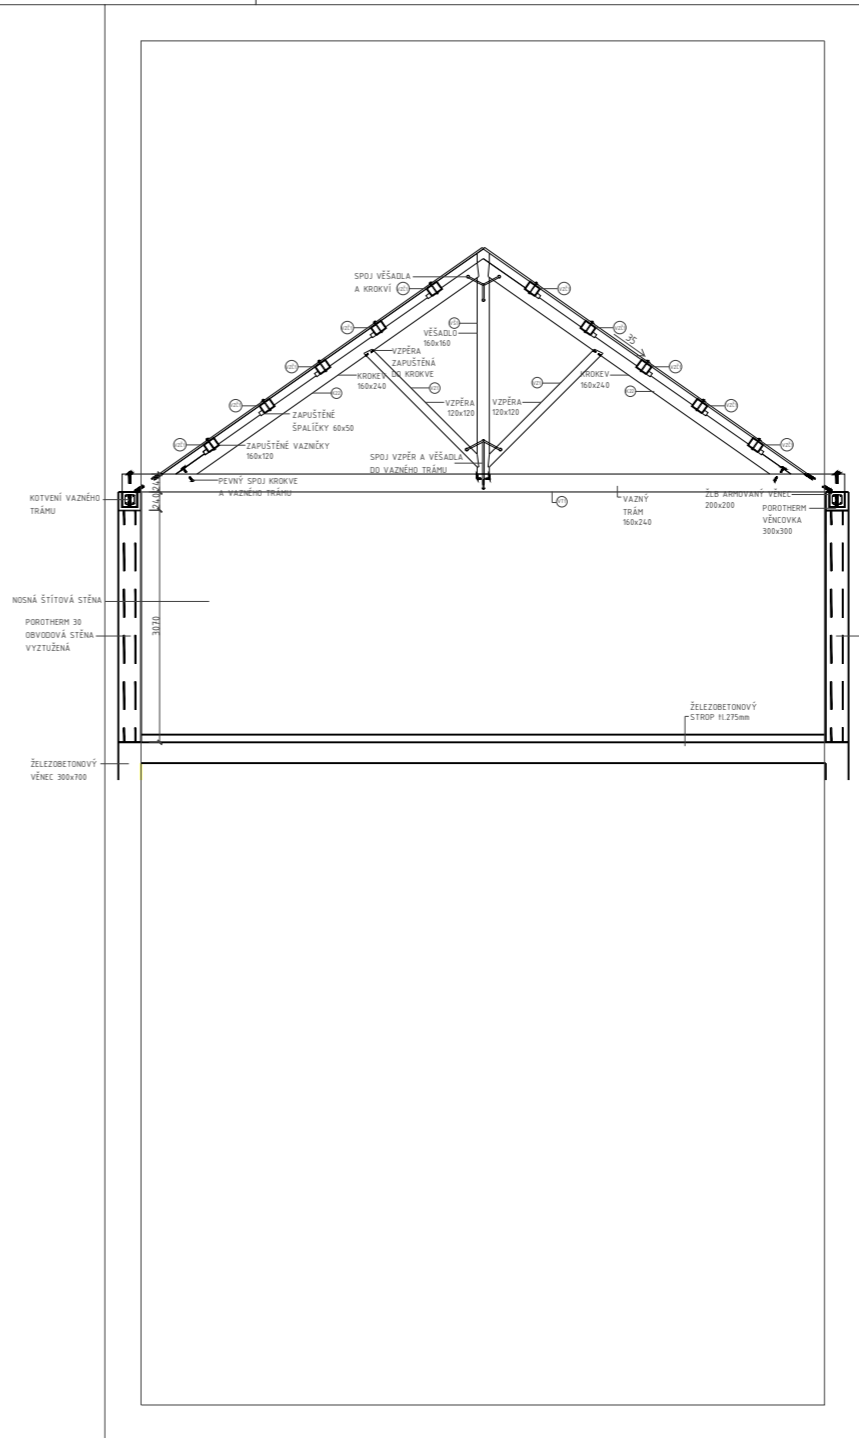 SPOJ VĚŠADLA
A KROKVÍ
VĚŠADLO
160x160
VZPĚRA
ZAPUŠTĚNÁ
DO KROKVE
35
KROKEV
160x240
KROKEV
160x240
VZPĚRA
120x120
VZPĚRA
120x120
ZAPUŠTĚNÉ
ŠPALÍČKY 60x50
ZAPUŠTĚNÉ VAZNIČKY
160x120
SPOJ VZPĚR A VĚŠADLA
DO VAZNÉHO TRÁMU
PEVNÝ SPOJ KROKVE
A VAZNÉHO TRÁMU
KOTVENÍ VAZNÉHO
TRÁMU
240
VAZNÝ
TRÁM
160x240
ŽLB ARMOVANÝ VĚNEC
200x200
POROTHERM
VĚNCOVKA
300x300
NOSNÁ ŠTÍTOVÁ STĚNA
POROTHERM 30
OBVODOVÁ STĚNA
VYZTUŽENÁ
3070
ŽELEZOBETONOVÝ
STROP tl.275mm
ŽELEZOBETONOVÝ
VĚNEC 300x700